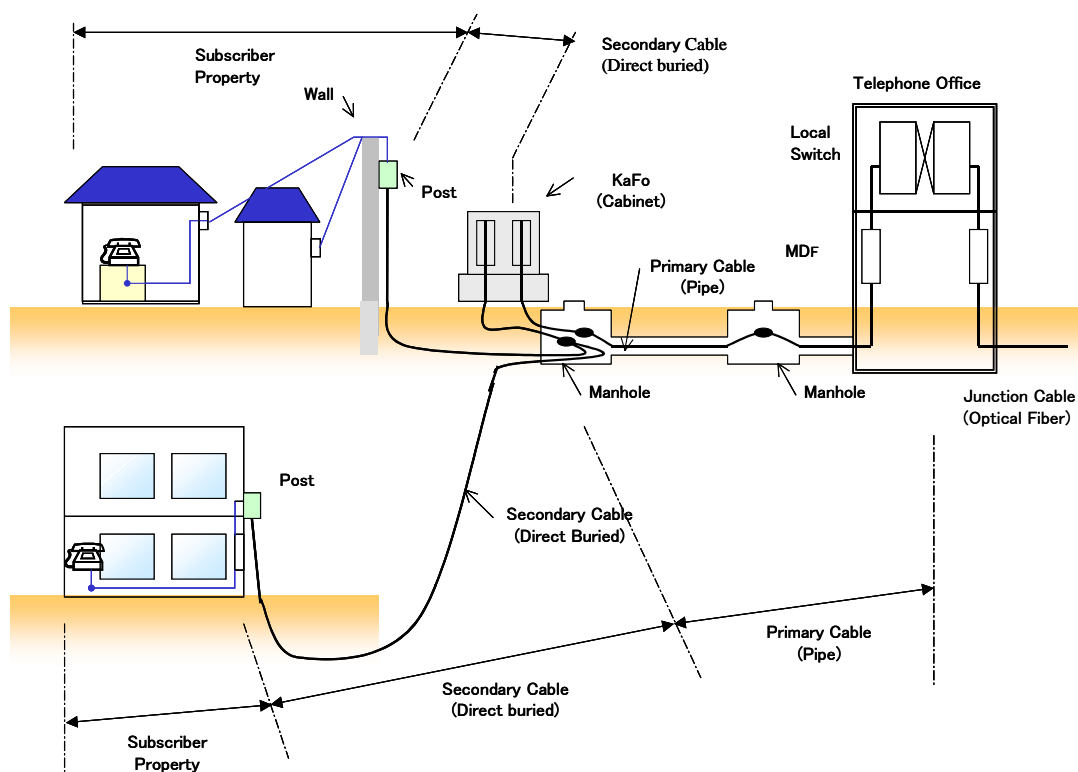 Subscriber
Property
Secondary Cable
(Direct buried)
Telephone Office
Wall
Local
Switch
Post
KaFo
(Cabinet)
MDF
Primary Cable
(Pipe)
Manhole
Manhole
Junction Cable
(Optical Fiber)
Post
Secondary Cable
(Direct Buried)
Primary Cable
(Pipe)
Secondary Cable
(Direct buried)
Subscriber
Property